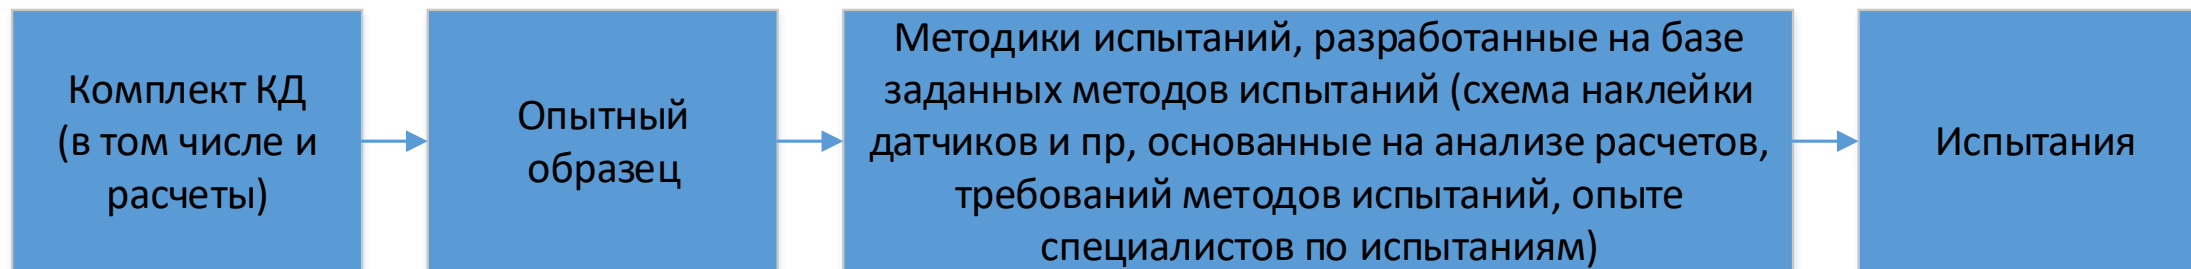 Комплект КД
(в том числе и
расчеты)
Опытный
образец
Методики испытаний, разработанные на базе
заданных методов испытаний (схема наклейки
датчиков и пр, основанные на анализе расчетов,
требований методов испытаний, опыте
специалистов по испытаниям)
Испытания